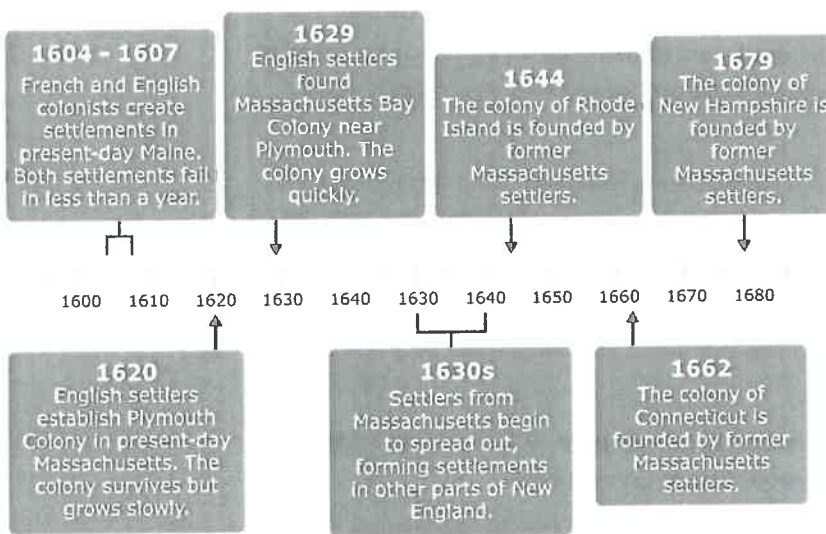 1604 – 1607
French and English
colonists create
settlements in
present-day Maine.
Both settlements fail
in less than a year.
1629
English settlers
found
Massachusetts Bay
Colony near
Plymouth. The
colony grows
quickly.
1644
The colony of Rhode
Island is founded by
former
Massachusetts
settlers.
1679
The colony of
New Hampshire is
founded by
former
Massachusetts
settlers.
1600 1610 1620 1630 1640 1630 1640 1650 1660 1670 1680
1620
English settlers
establish Plymouth
Colony in present-day
Massachusetts. The
colony survives but
grows slowly.
1630s
Settlers from
Massachusetts begin
to spread out,
forming settlements
in other parts of New
England.
1662
The colony of
Connecticut is
founded by former
Massachusetts
settlers.